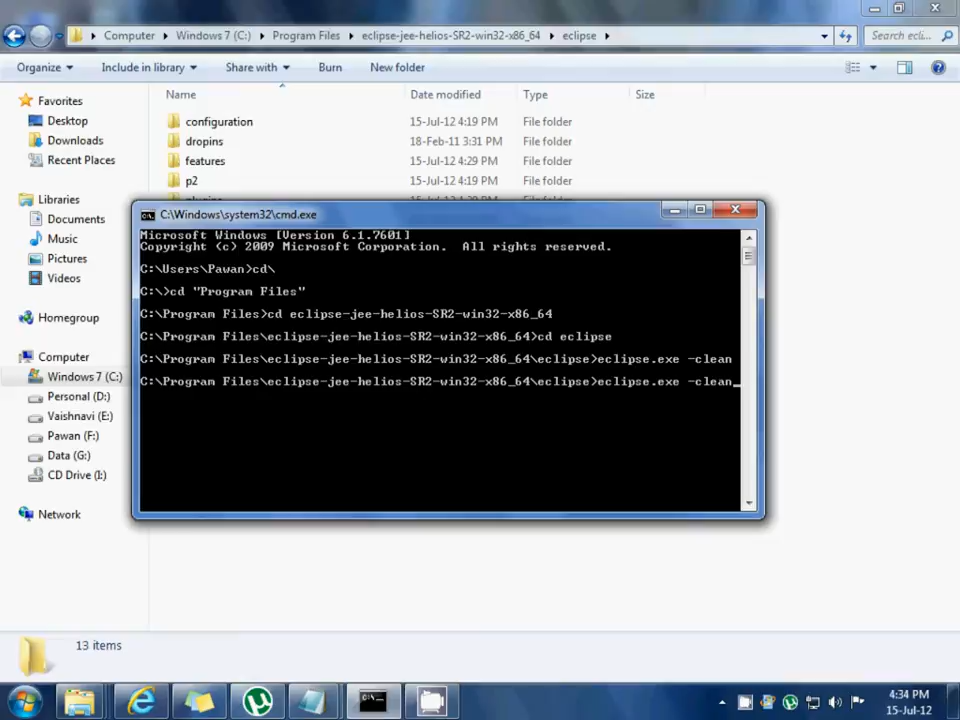 Computer Windows 7 (C:) Program Files eclipse-jee-helios-SR2-win32-x86_64 eclipse
Search ecli...
Organize Include in library Share with Burn New folder
Favorites
Desktop
Downloads
Recent Places
Libraries
Documents
Music
Pictures
Videos
Homegroup
Computer
Windows 7 (C:)
Personal (D:)
Vaishnavi (E:)
Pawan (F:)
Data (G:)
CD Drive (I:)
Network
Name Date modified Type Size
configuration 15-Jul-12 4:19 PM File folder
dropins 18-Feb-11 3:31 PM File folder
features 15-Jul-12 4:29 PM File folder
p2 15-Jul-12 4:19 PM File folder
C:\Windows\system32\cmd.exe
Microsoft Windows [Version 6.1.7601]
Copyright (c) 2009 Microsoft Corporation. All rights reserved.
C:\Users\Pawan>cd\
C:\>cd "Program Files"
C:\Program Files>cd eclipse-jee-helios-SR2-win32-x86_64
C:\Program Files\eclipse-jee-helios-SR2-win32-x86_64>cd eclipse
C:\Program Files\eclipse-jee-helios-SR2-win32-x86_64\eclipse>eclipse.exe -clean
C:\Program Files\eclipse-jee-helios-SR2-win32-x86_64\eclipse>eclipse.exe -clean_
13 items
4:34 PM
15-Jul-12